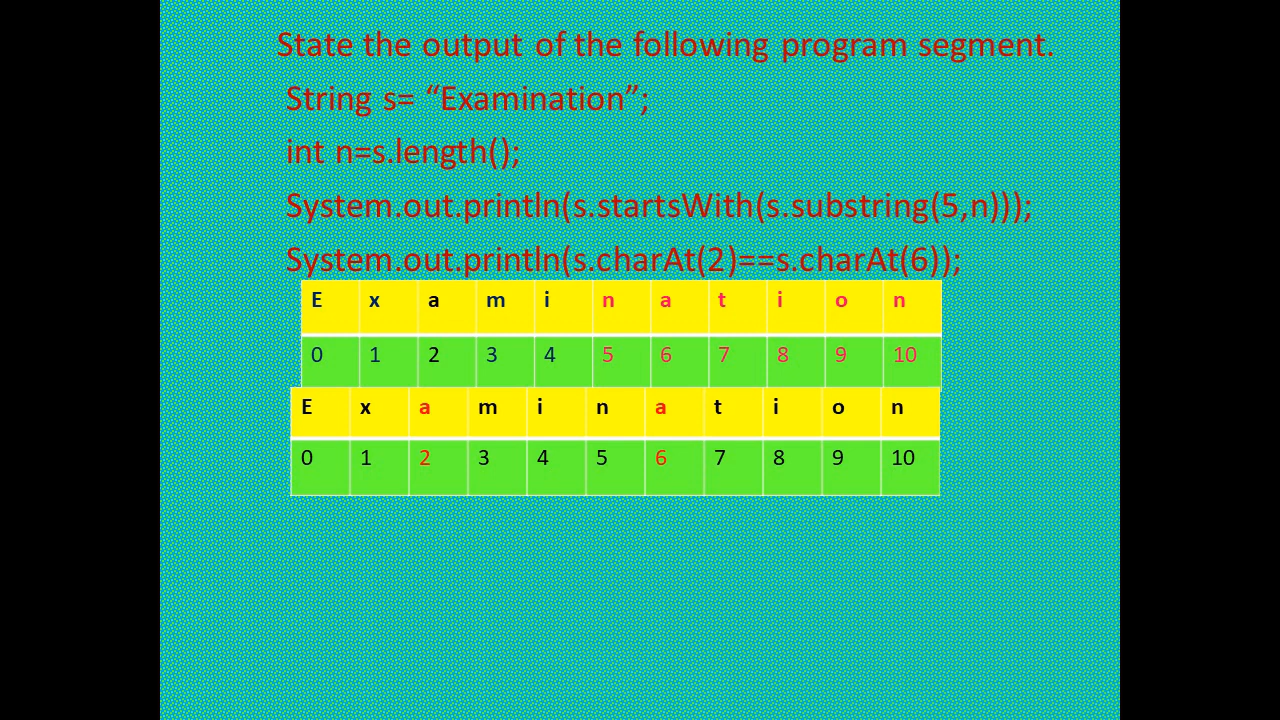 State the output of the following program segment.
String s= “Examination”;
int n=s.length();
System.out.println(s.startsWith(s.substring(5,n)));
System.out.println(s.charAt(2)==s.charAt(6));
E x a m i n a t i o n
0 1 2 3 4 5 6 7 8 9 10
E x a m i n a t i o n
0 1 2 3 4 5 6 7 8 9 10